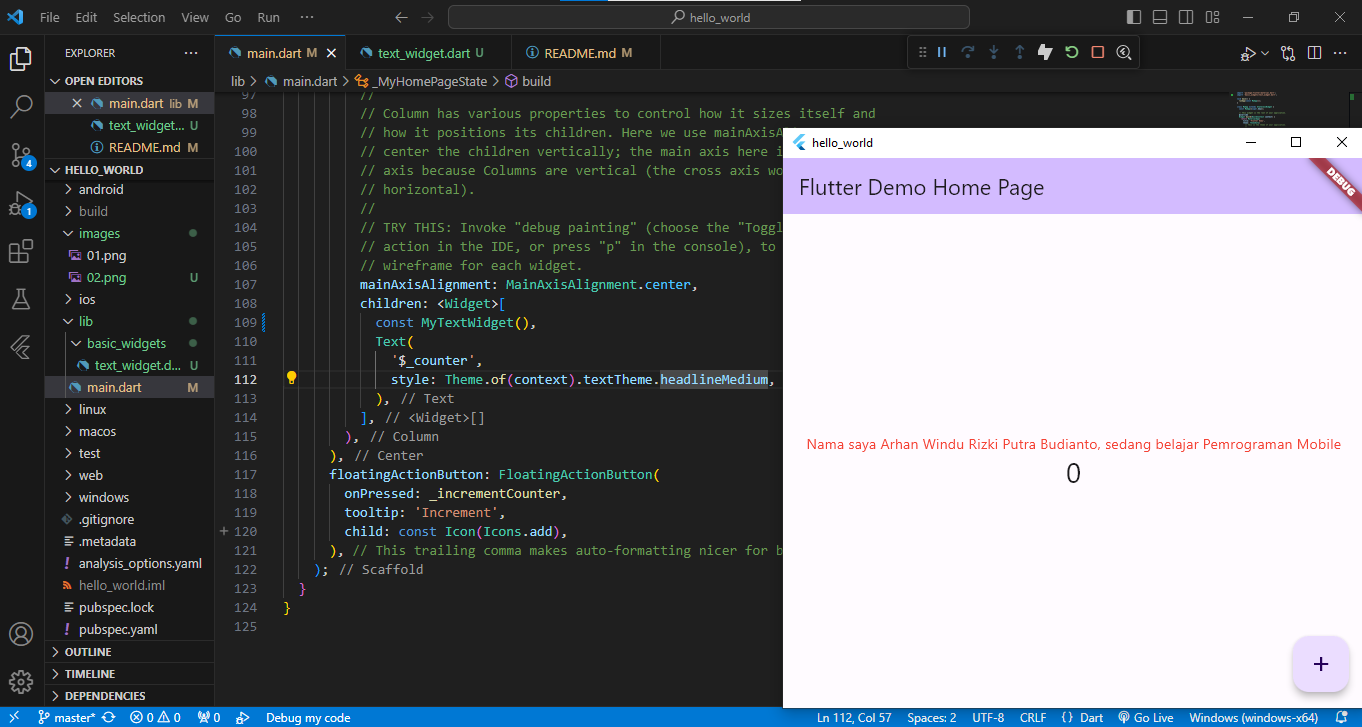 File Edit Selection View Go Run ··· hello_world
EXPLORER ···
OPEN EDITORS
main.dart lib M
text_widget... U
README.md M
HELLO_WORLD
android
build
images
01.png
02.png U
ios
lib
basic_widgets
text_widget.d... U
main.dart M
linux
macos
test
web
windows
.gitignore
.metadata
analysis_options.yaml
hello_world.iml
pubspec.lock
pubspec.yaml
OUTLINE
TIMELINE
DEPENDENCIES
4
1
main.dart M text_widget.dart U README.md M
lib > main.dart > _MyHomePageState > build
97 //
98 // Column has various properties to control how it sizes itself and
99 // how it positions its children. Here we use mainAxisA
100 // center the children vertically; the main axis here i
101 // axis because Columns are vertical (the cross axis wo
102 // horizontal).
103 //
104 // TRY THIS: Invoke "debug painting" (choose the "Toggl
105 // action in the IDE, or press "p" in the console), to
106 // wireframe for each widget.
107 mainAxisAlignment: MainAxisAlignment.center,
108 children: <Widget>[
109 const MyTextWidget(),
110 Text(
111 '$_counter',
112 style: Theme.of(context).textTheme.headlineMedium,
113 ), // Text
114 ], // <Widget>[]
115 ), // Column
116 ), // Center
117 floatingActionButton: FloatingActionButton(
118 onPressed: _incrementCounter,
119 tooltip: 'Increment',
120 child: const Icon(Icons.add),
121 ), // This trailing comma makes auto-formatting nicer for b
122 ); // Scaffold
123 }
124 }
125
hello_world
Flutter Demo Home Page
DEBUG
Nama saya Arhan Windu Rizki Putra Budianto, sedang belajar Pemrograman Mobile
0
+
master* 0 0 0 Debug my code Ln 112, Col 57 Spaces: 2 UTF-8 CRLF {} Dart Go Live Windows (windows-x64)